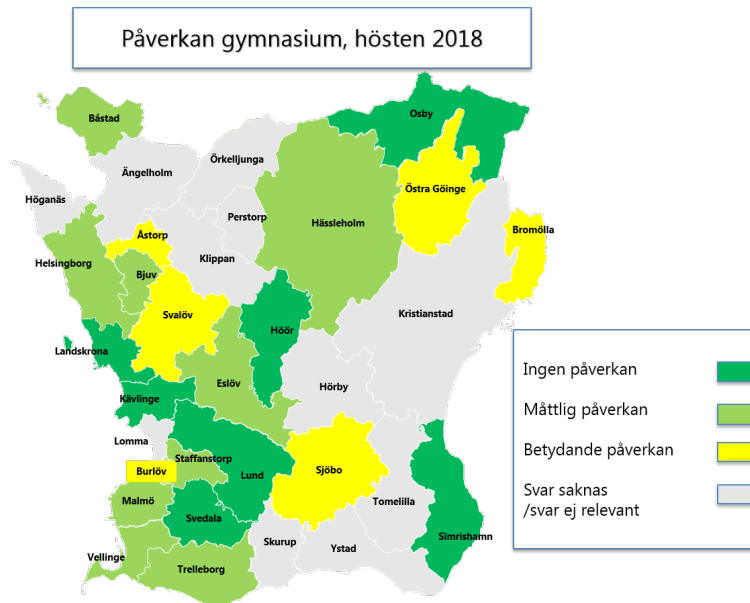 Påverkan gymnasium, hösten 2018
Osby
Båstad
Örkelljunga
Ängelholm
Östra Göinge
Höganäs
Perstorp
Hässleholm
Bromölla
Åstorp
Klippan
Helsingborg
Bjuv
Svalöv
Kristianstad
Höör
Landskrona
Eslöv
Hörby
Kävlinge
Lomma
Staffanstorp
Burlöv
Lund
Sjöbo
Malmö
Tomelilla
Svedala
Simrishamn
Skurup
Ystad
Vellinge
Trelleborg
Ingen påverkan
Måttlig påverkan
Betydande påverkan
Svar saknas
/svar ej relevant